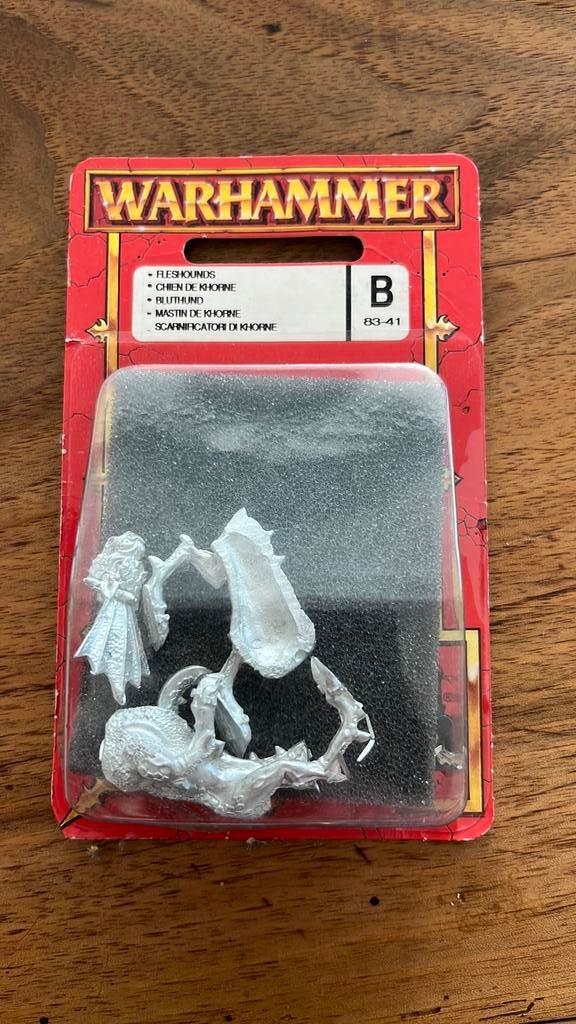 WARHAMMER
• FLESHOUNDS
• CHIEN DE KHORNE
• BLUTHUND
- MASTIN DE KHORNE
SCARNIFICATORI DI KHORNE
B
83-41